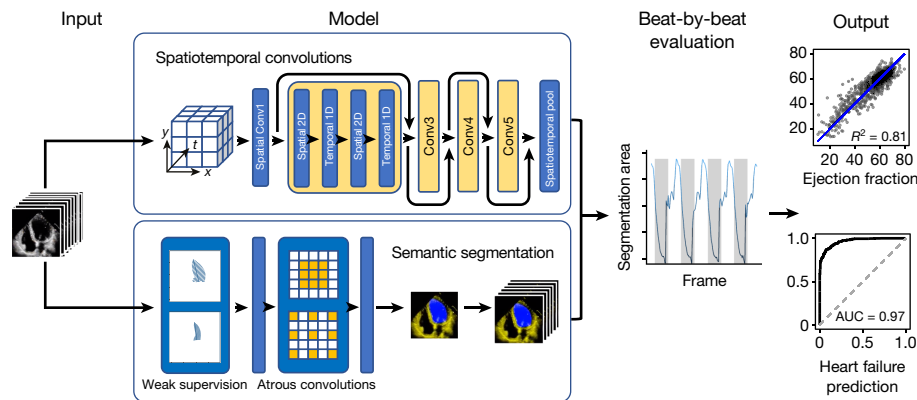 Input
Model
Beat-by-beat
evaluation
Output
Spatiotemporal convolutions
y
t
x
Spatial Conv1
Spatial 2D
Temporal 1D
Spatial 2D
Temporal 1D
Conv3
Conv4
Conv5
Spatiotemporal pool
Semantic segmentation
Weak supervision
Atrous convolutions
Segmentation area
Frame
80
60
40
20
R² = 0.81
20 40 60 80
Ejection fraction
1.0
0.5
0
AUC = 0.97
0 0.5 1.0
Heart failure
prediction